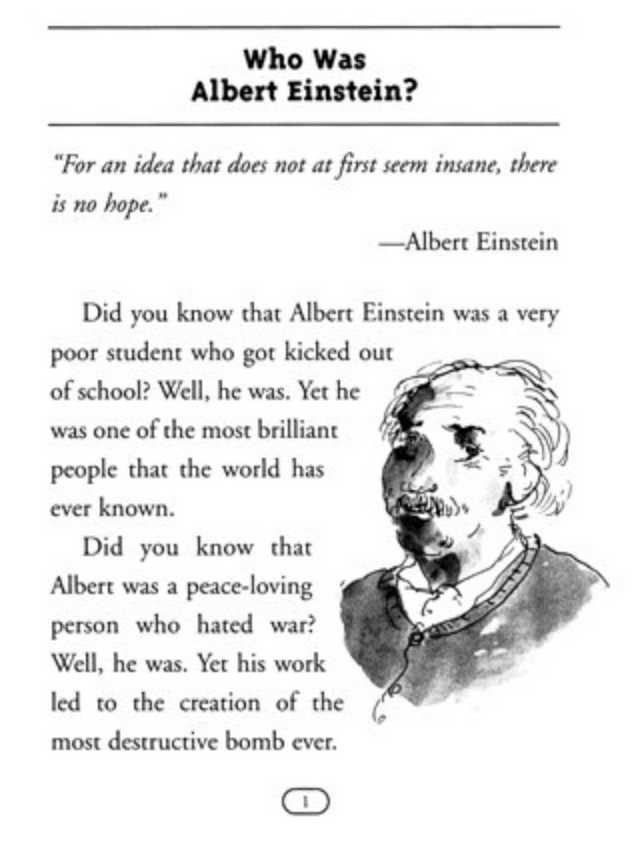 Who Was
Albert Einstein?
“For an idea that does not at first seem insane, there
is no hope.”
—Albert Einstein
Did you know that Albert Einstein was a very
poor student who got kicked out
of school? Well, he was. Yet he
was one of the most brilliant
people that the world has
ever known.
Did you know that
Albert was a peace-loving
person who hated war?
Well, he was. Yet his work
led to the creation of the
most destructive bomb ever.
1